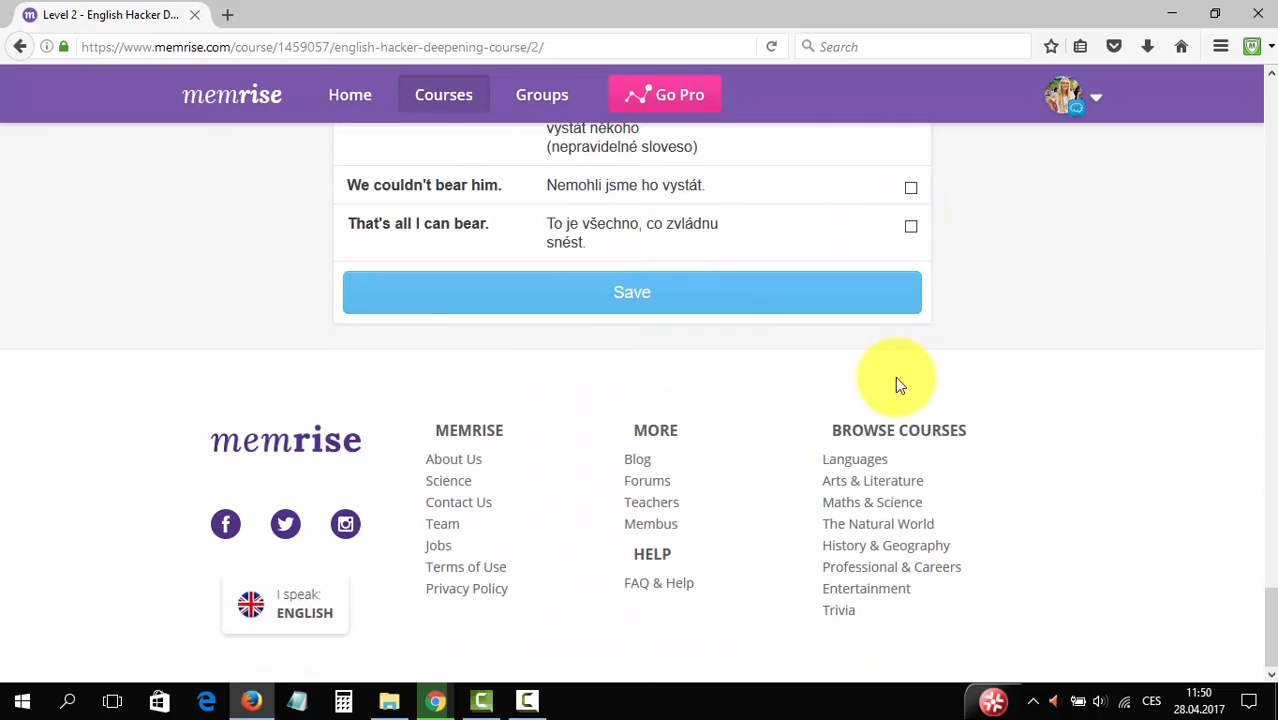 Level 2 - English Hacker D...
https://www.memrise.com/course/1459057/english-hacker-deepening-course/2/
Search
memrise
Home
Courses
Groups
Go Pro
vystát někoho
(nepravidelné sloveso)
We couldn't bear him.
Nemohli jsme ho vystát.
That's all I can bear.
To je všechno, co zvládnu
snést.
Save
memrise
I speak:
ENGLISH
MEMRISE
About Us
Science
Contact Us
Team
Jobs
Terms of Use
Privacy Policy
MORE
Blog
Forums
Teachers
Membus
HELP
FAQ & Help
BROWSE COURSES
Languages
Arts & Literature
Maths & Science
The Natural World
History & Geography
Professional & Careers
Entertainment
Trivia
CES
11:50
28.04.2017